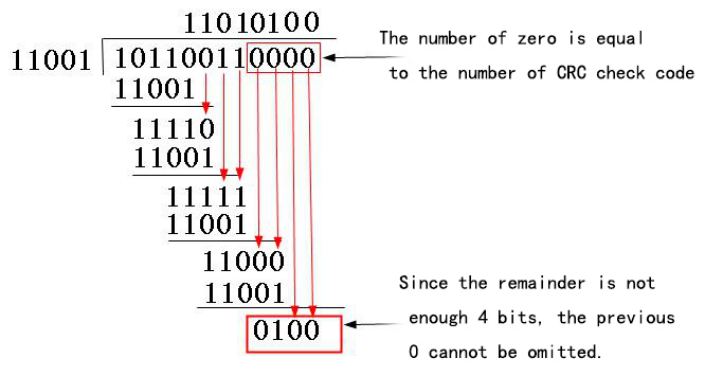 11010100
11001 101100110000 The number of zero is equal
to the number of CRC check code
11001
11110
11001
11111
11001
11000
11001 Since the remainder is not
0100 enough 4 bits, the previous
0 cannot be omitted.